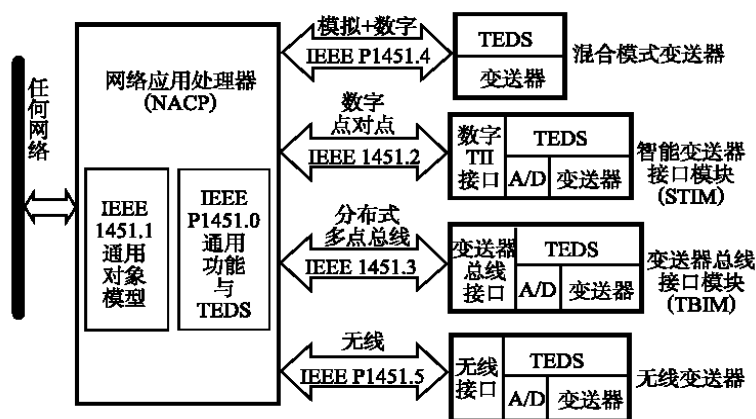 任何网络
网络应用处理器
(NACP)
IEEE
1451.1
通用
对象
模型
IEEE
P1451.0
通用
功能
与
TEDS
模拟+数字
IEEE P1451.4
TEDS
变送器
混合模式变送器
数字
点对点
IEEE 1451.2
数字
TII
接口
TEDS
A/D
变送器
智能变送器
接口模块
(STIM)
分布式
多点总线
IEEE 1451.3
变送器
总线
接口
TEDS
A/D
变送器
变送器总线
接口模块
(TBIM)
无线
IEEE P1451.5
无线
接口
TEDS
A/D
变送器
无线变送器